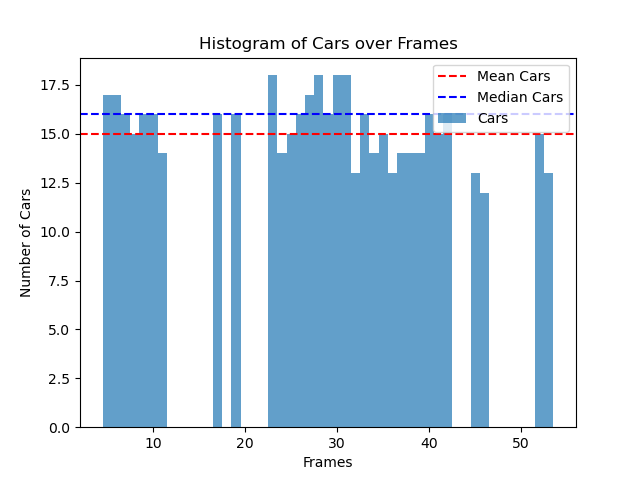 Histogram of Cars over Frames
Number of Cars
17.5
15.0
12.5
10.0
7.5
5.0
2.5
0.0
Mean Cars
Median Cars
Cars
10
20
30
40
50
Frames